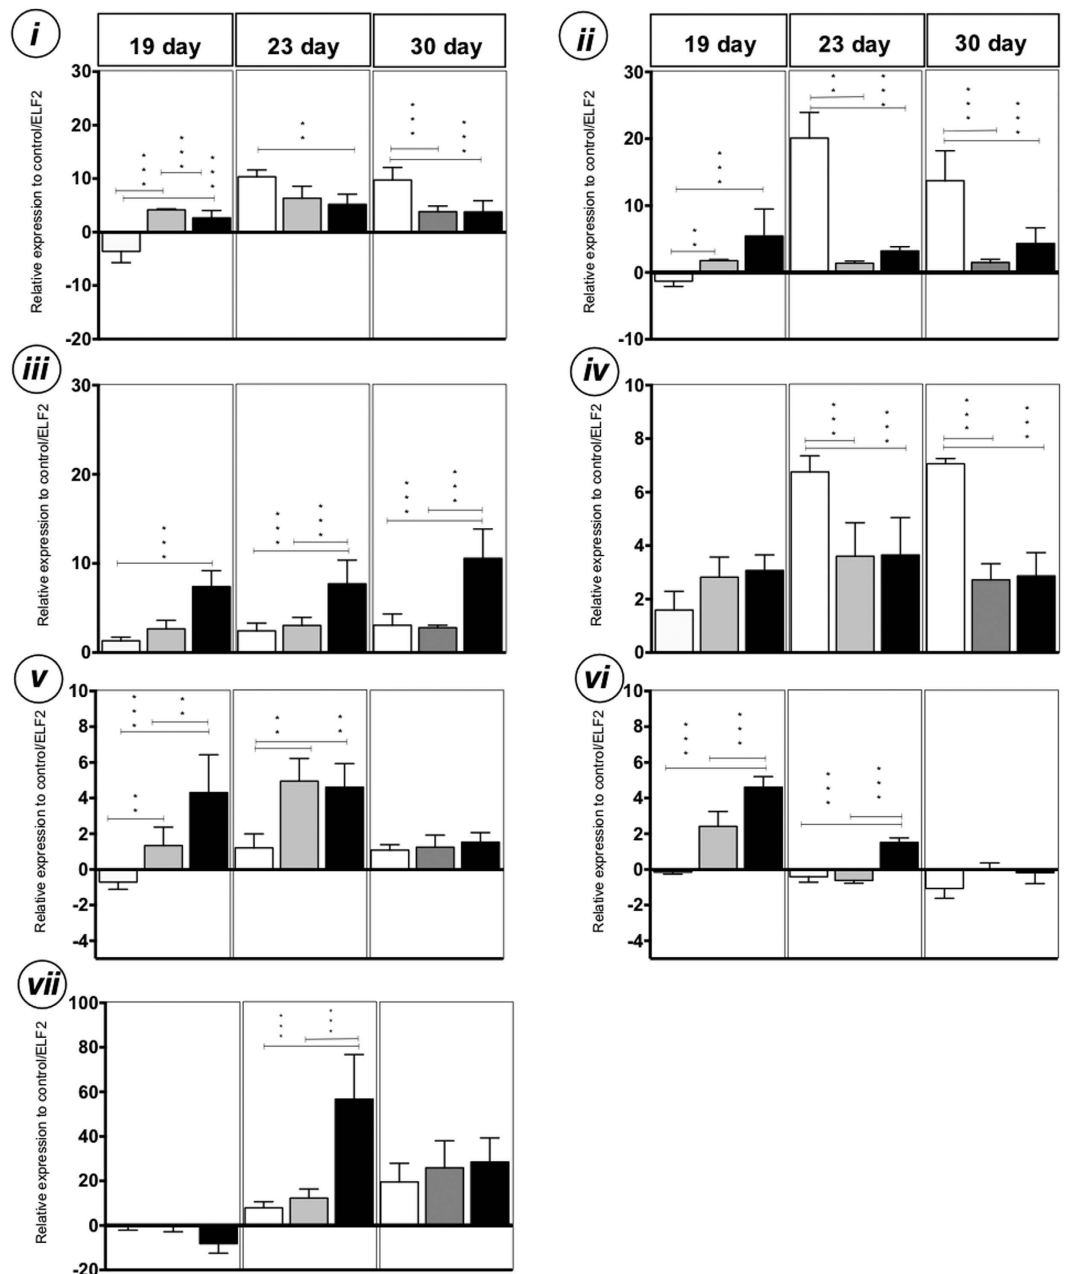 i
ii
19 day
23 day
30 day
19 day
23 day
30 day
Relative expression to control/ELF2
30
20
10
0
-10
-20
Relative expression to control/ELF2
30
20
10
0
-10
iii
iv
Relative expression to control/ELF2
30
20
10
0
Relative expression to control/ELF2
10
8
6
4
2
0
v
vi
Relative expression to control/ELF2
10
8
6
4
2
0
-2
-4
Relative expression to control/ELF2
10
8
6
4
2
0
-2
-4
vii
Relative expression to control/ELF2
100
80
60
40
20
0
-20